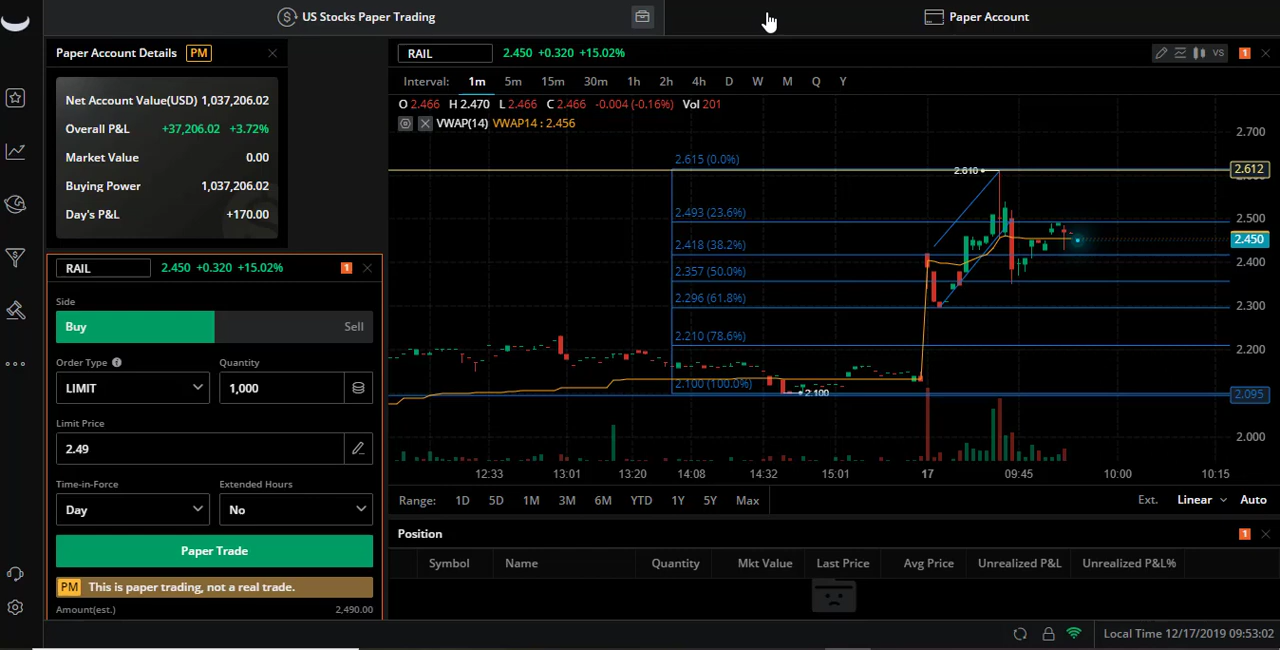 US Stocks Paper Trading
Paper Account
Paper Account Details PM
Net Account Value(USD) 1,037,206.02
Overall P&L +37,206.02 +3.72%
Market Value 0.00
Buying Power 1,037,206.02
Day's P&L +170.00
RAIL 2.450 +0.320 +15.02% 1
Side
Buy Sell
Order Type Quantity
LIMIT 1,000
Limit Price
2.49
Time-in-Force Extended Hours
Day No
Paper Trade
PM This is paper trading, not a real trade.
Amount(est.) 2,490.00
RAIL 2.450 +0.320 +15.02% VS 1
Interval: 1m 5m 15m 30m 1h 2h 4h D W M Q Y
O 2.466 H 2.470 L 2.466 C 2.466 -0.004 (-0.16%) Vol 201
VWAP(14) VWAP14 : 2.456
2.700
2.615 (0.0%)
2.610
2.612
2.493 (23.6%)
2.500
2.418 (38.2%)
2.450
2.400
2.357 (50.0%)
2.296 (61.8%)
2.300
2.210 (78.6%)
2.200
2.100 (100.0%)
2.100
2.095
2.000
12:33 13:01 13:20 14:08 14:32 15:01 17 09:45 10:00 10:15
Range: 1D 5D 1M 3M 6M YTD 1Y 5Y Max Ext. Linear Auto
Position 1
Symbol Name Quantity Mkt Value Last Price Avg Price Unrealized P&L Unrealized P&L%
Local Time 12/17/2019 09:53:02